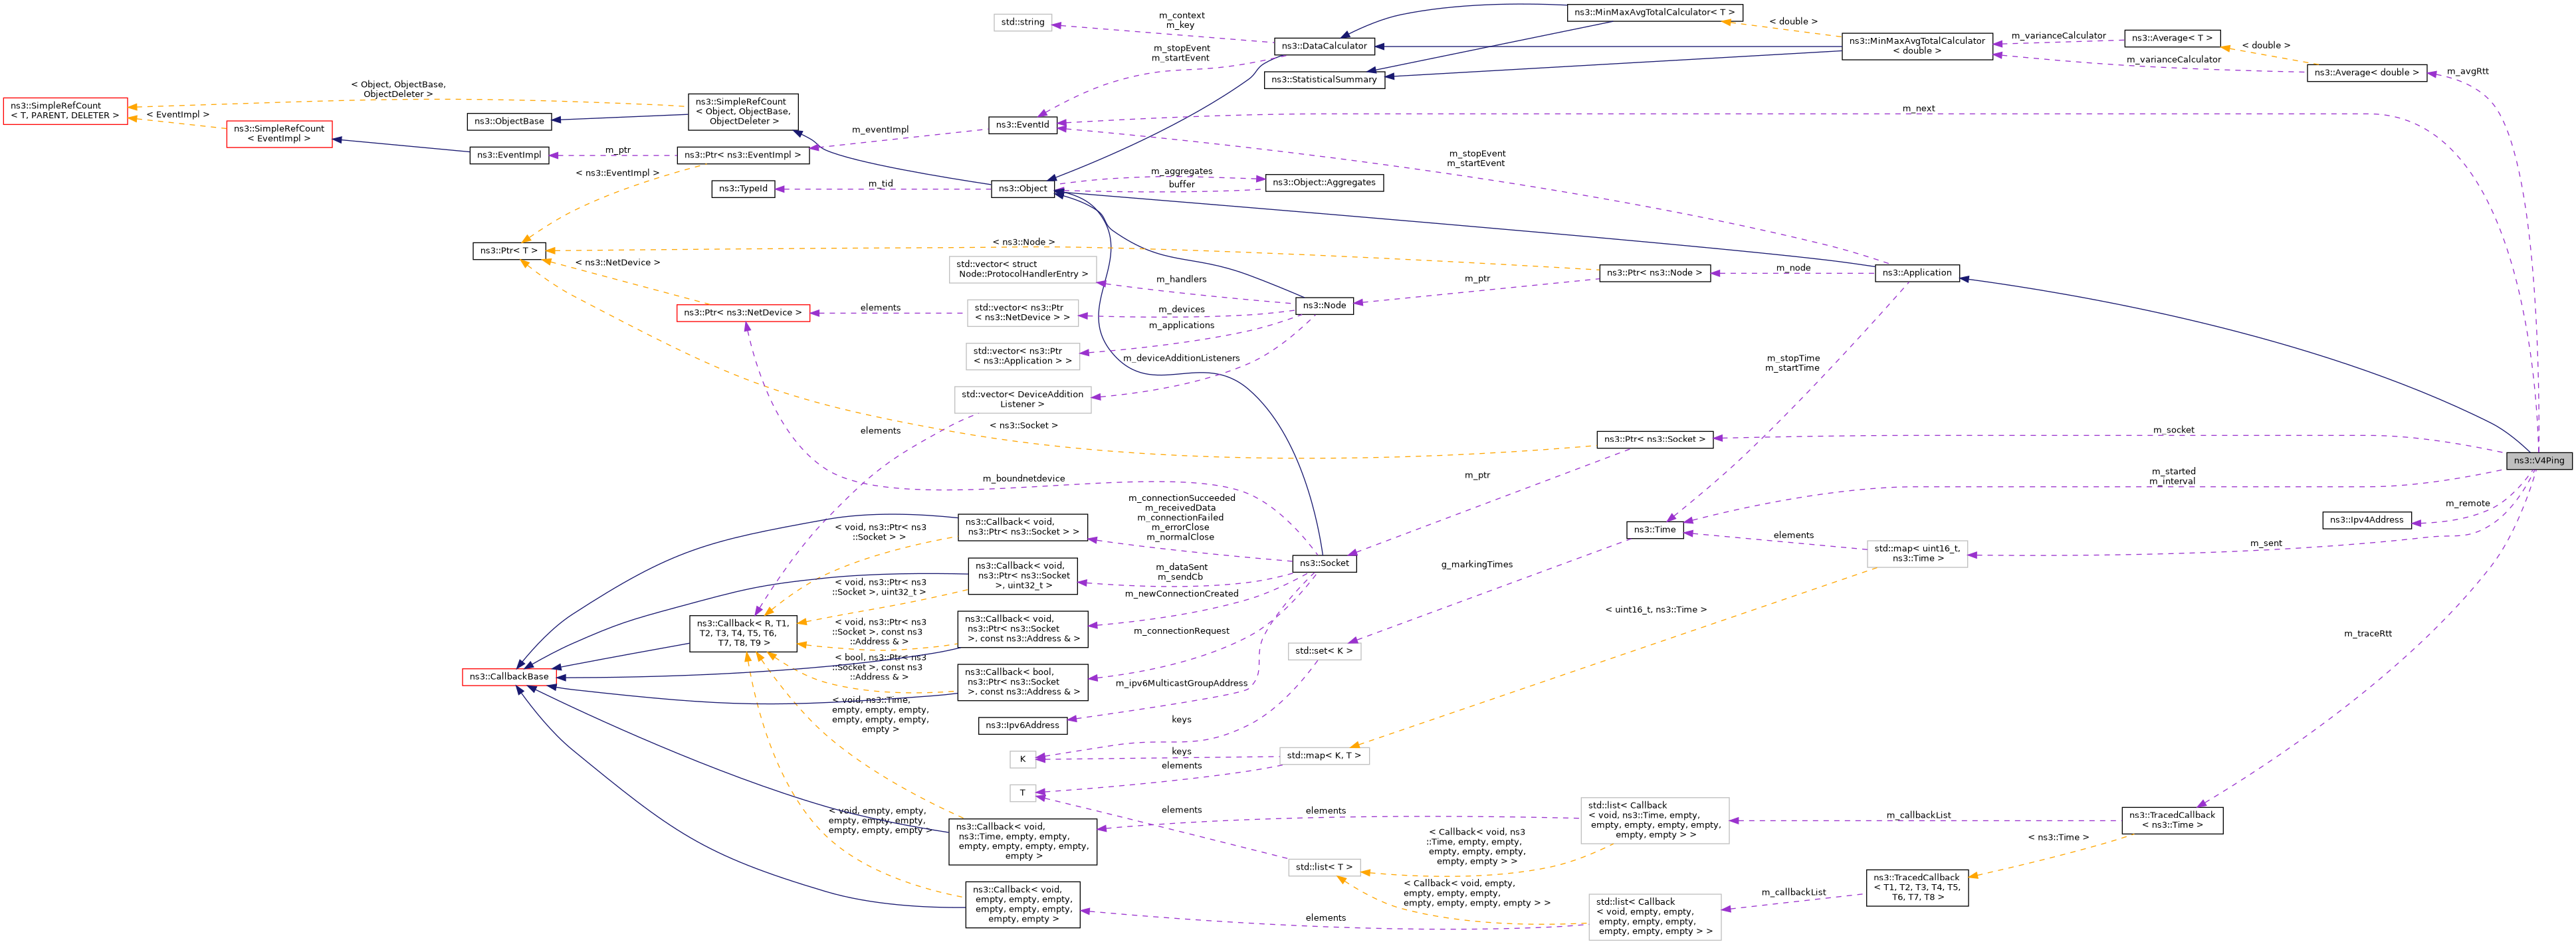 std::string
m_context
m_key
ns3::MinMaxAvgTotalCalculator< T >
< double >
ns3::DataCalculator
ns3::MinMaxAvgTotalCalculator
< double >
m_varianceCalculator
ns3::Average< T >
< double >
m_stopEvent
m_startEvent
m_varianceCalculator
ns3::StatisticalSummary
ns3::Average< double >
m_avgRtt
< Object, ObjectBase,
ObjectDeleter >
ns3::SimpleRefCount
< T, PARENT, DELETER >
< EventImpl >
ns3::SimpleRefCount
< Object, ObjectBase,
ObjectDeleter >
ns3::ObjectBase
ns3::SimpleRefCount
< EventImpl >
m_eventImpl
ns3::EventId
m_next
ns3::EventImpl
m_ptr
ns3::Ptr< ns3::EventImpl >
m_stopEvent
m_startEvent
< ns3::EventImpl >
ns3::TypeId
m_tid
ns3::Object
m_aggregates
buffer
ns3::Object::Aggregates
ns3::Ptr< T >
< ns3::Node >
< ns3::NetDevice >
std::vector< struct
Node::ProtocolHandlerEntry >
m_handlers
m_ptr
ns3::Ptr< ns3::Node >
m_node
ns3::Application
ns3::Ptr< ns3::NetDevice >
elements
std::vector< ns3::Ptr
< ns3::NetDevice > >
m_devices
ns3::Node
m_applications
std::vector< ns3::Ptr
< ns3::Application > >
m_deviceAdditionListeners
m_stopTime
m_startTime
std::vector< DeviceAddition
Listener >
elements
< ns3::Socket >
ns3::Ptr< ns3::Socket >
m_socket
ns3::V4Ping
m_boundnetdevice
m_ptr
m_started
m_interval
m_remote
m_connectionSucceeded
m_receivedData
m_connectionFailed
m_errorClose
m_normalClose
ns3::Callback< void,
ns3::Ptr< ns3::Socket > >
< void, ns3::Ptr< ns3
::Socket > >
ns3::Time
ns3::Ipv4Address
elements
std::map< uint16_t,
ns3::Time >
m_sent
ns3::Socket
g_markingTimes
m_dataSent
m_sendCb
ns3::Callback< void,
ns3::Ptr< ns3::Socket
>, uint32_t >
< void, ns3::Ptr< ns3
::Socket >, uint32_t >
m_newConnectionCreated
< uint16_t, ns3::Time >
ns3::Callback< R, T1,
T2, T3, T4, T5, T6,
T7, T8, T9 >
< void, ns3::Ptr< ns3
::Socket >, const ns3
::Address & >
ns3::Callback< void,
ns3::Ptr< ns3::Socket
>, const ns3::Address & >
m_connectionRequest
std::set< K >
m_traceRtt
ns3::CallbackBase
< bool, ns3::Ptr< ns3
::Socket >, const ns3
::Address & >
ns3::Callback< bool,
ns3::Ptr< ns3::Socket
>, const ns3::Address & >
m_ipv6MulticastGroupAddress
< void, ns3::Time,
empty, empty, empty,
empty, empty, empty,
empty >
ns3::Ipv6Address
keys
K
keys
std::map< K, T >
elements
T
elements
< void, empty, empty,
empty, empty, empty,
empty, empty, empty >
ns3::Callback< void,
ns3::Time, empty, empty,
empty, empty, empty, empty,
empty >
elements
std::list< Callback
< void, ns3::Time, empty,
empty, empty, empty, empty,
empty, empty > >
m_callbackList
ns3::TracedCallback
< ns3::Time >
< Callback< void, ns3
::Time, empty, empty,
empty, empty, empty,
empty, empty > >
< ns3::Time >
std::list< T >
< Callback< void, empty,
empty, empty, empty,
empty, empty, empty, empty > >
ns3::TracedCallback
< T1, T2, T3, T4, T5,
T6, T7, T8 >
m_callbackList
ns3::Callback< void,
empty, empty, empty,
empty, empty, empty,
empty, empty >
elements
std::list< Callback
< void, empty, empty,
empty, empty, empty,
empty, empty, empty > >